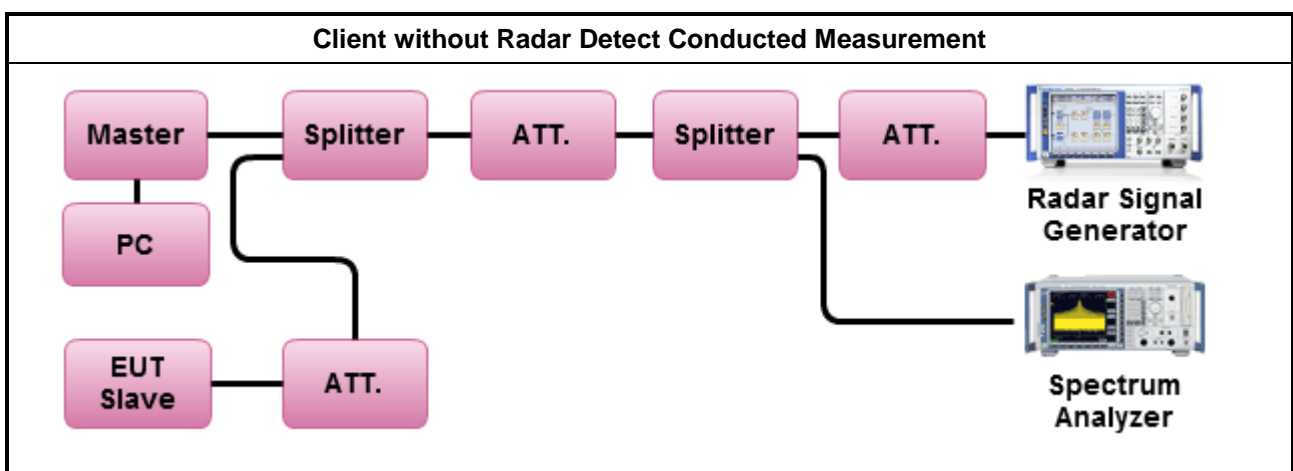 Client without Radar Detect Conducted Measurement
Master
Splitter
ATT.
Splitter
ATT.
Radar Signal
Generator
PC
EUT
Slave
ATT.
Spectrum
Analyzer